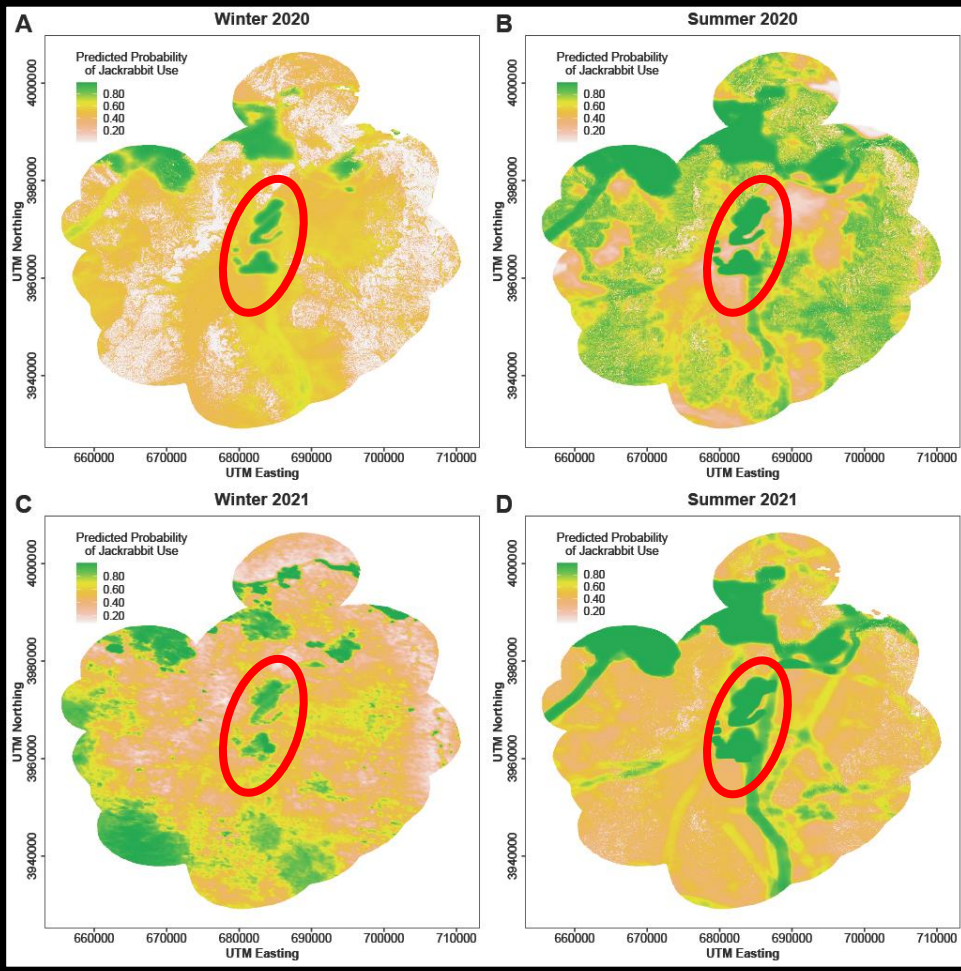 A
Winter 2020
Predicted Probability
of Jackrabbit Use
0.80
0.60
0.40
0.20
UTM Northing
4000000
3980000
3960000
3940000
660000 670000 680000 690000 700000 710000
UTM Easting
B
Summer 2020
Predicted Probability
of Jackrabbit Use
0.80
0.60
0.40
0.20
UTM Northing
4000000
3980000
3960000
3940000
660000 670000 680000 690000 700000 710000
UTM Easting
C
Winter 2021
Predicted Probability
of Jackrabbit Use
0.80
0.60
0.40
0.20
UTM Northing
4000000
3980000
3960000
3940000
660000 670000 680000 690000 700000 710000
UTM Easting
D
Summer 2021
Predicted Probability
of Jackrabbit Use
0.80
0.60
0.40
0.20
UTM Northing
4000000
3980000
3960000
3940000
660000 670000 680000 690000 700000 710000
UTM Easting